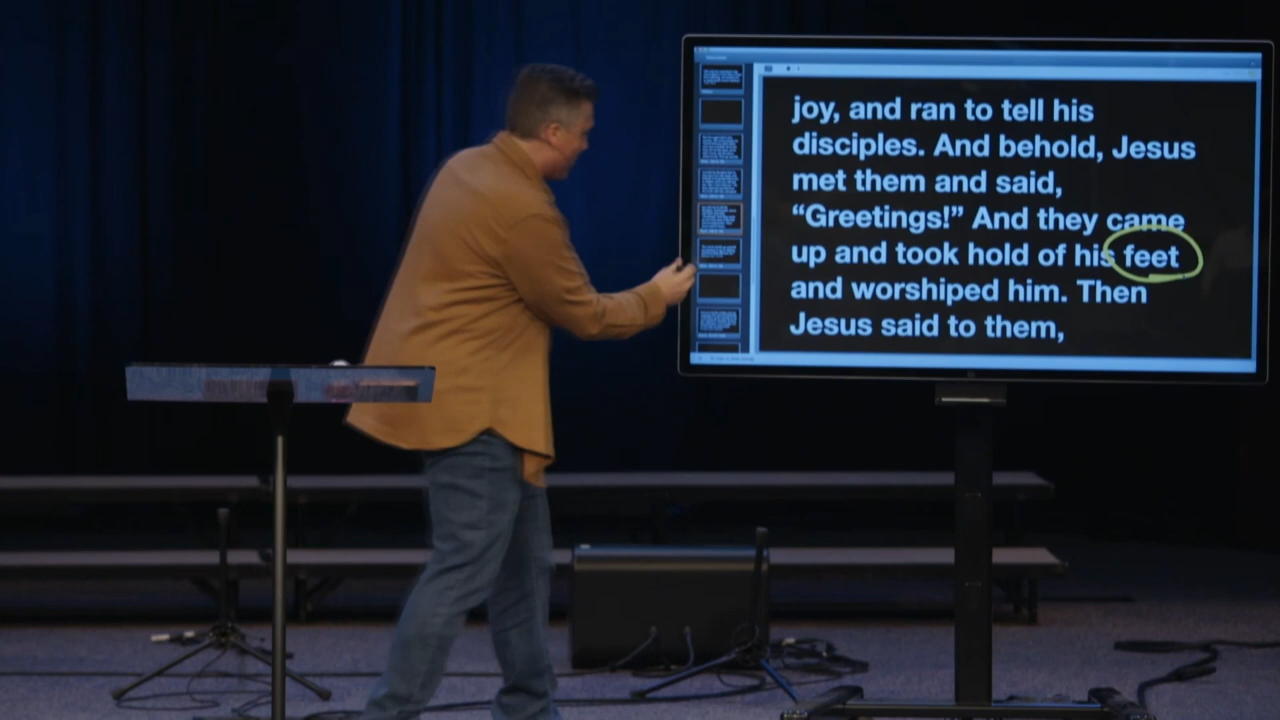 joy, and ran to tell his
disciples. And behold, Jesus
met them and said,
“Greetings!” And they came
up and took hold of his feet
and worshiped him. Then
Jesus said to them,